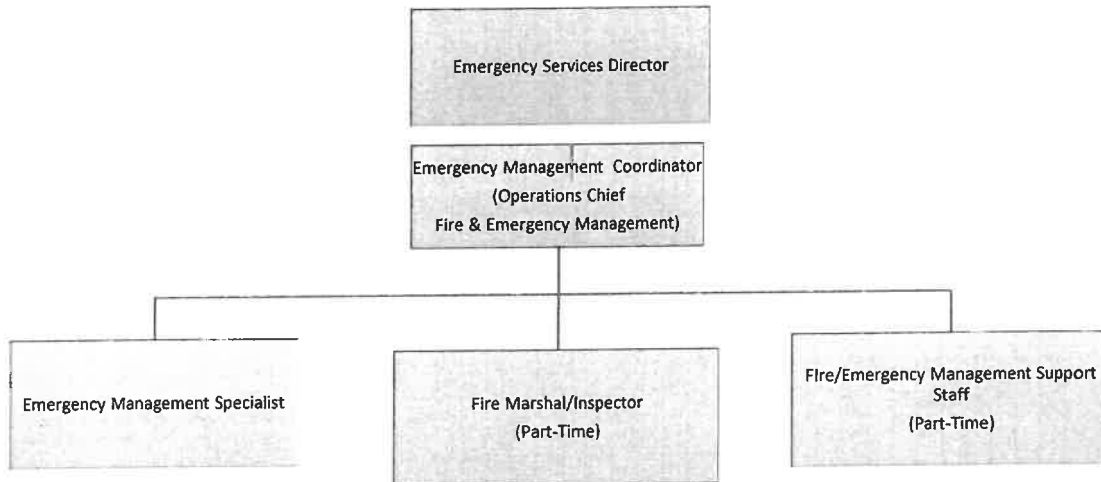 Emergency Services Director
Emergency Management Coordinator
(Operations Chief
Fire & Emergency Management)
Emergency Management Specialist
Fire Marshal/Inspector
(Part-Time)
Fire/Emergency Management Support
Staff
(Part-Time)